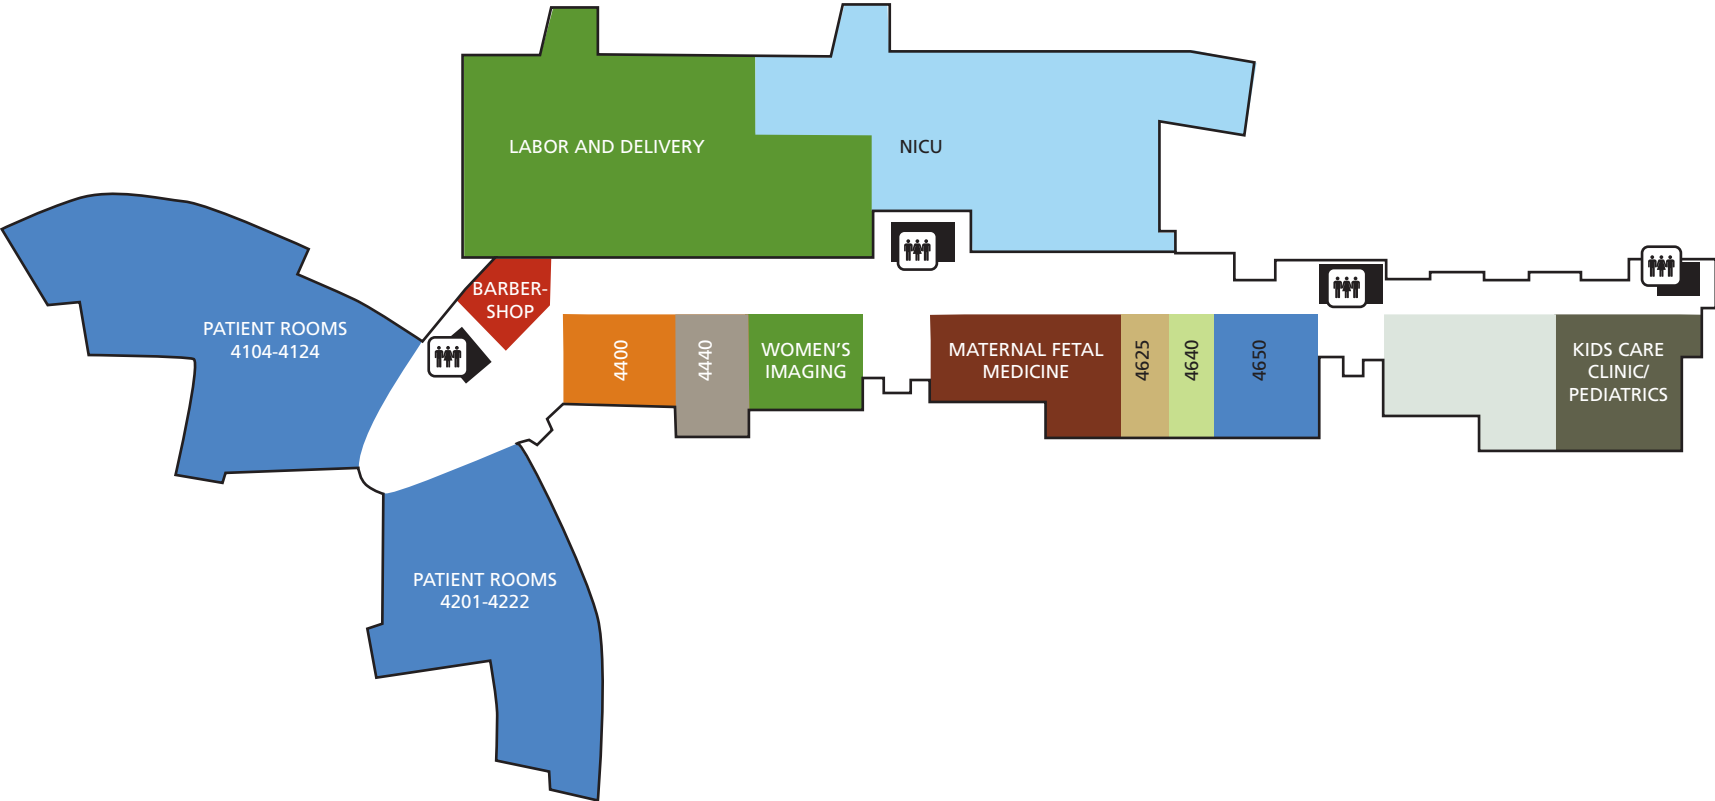 LABOR AND DELIVERY
NICU
BARBER-
SHOP
PATIENT ROOMS
4104-4124
4400
4440
WOMEN'S
IMAGING
MATERNAL FETAL
MEDICINE
4625
4640
4650
KIDS CARE
CLINIC/
PEDIATRICS
PATIENT ROOMS
4201-4222